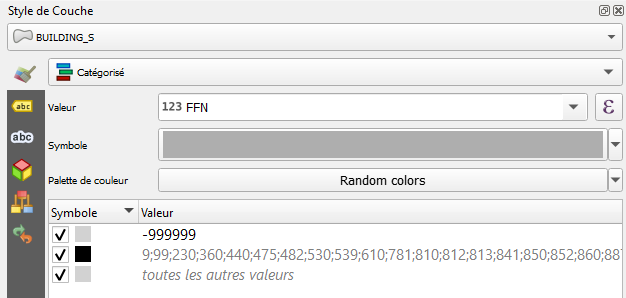 Style de Couche
BUILDING_S
Catégorisé
abc
Valeur
123 FFN
ε
abc
Symbole
Palette de couleur
Random colors
Symbole Valeur
-999999
9;99;230;360;440;475;482;530;539;610;781;810;812;813;841;850;852;860;887
toutes les autres valeurs